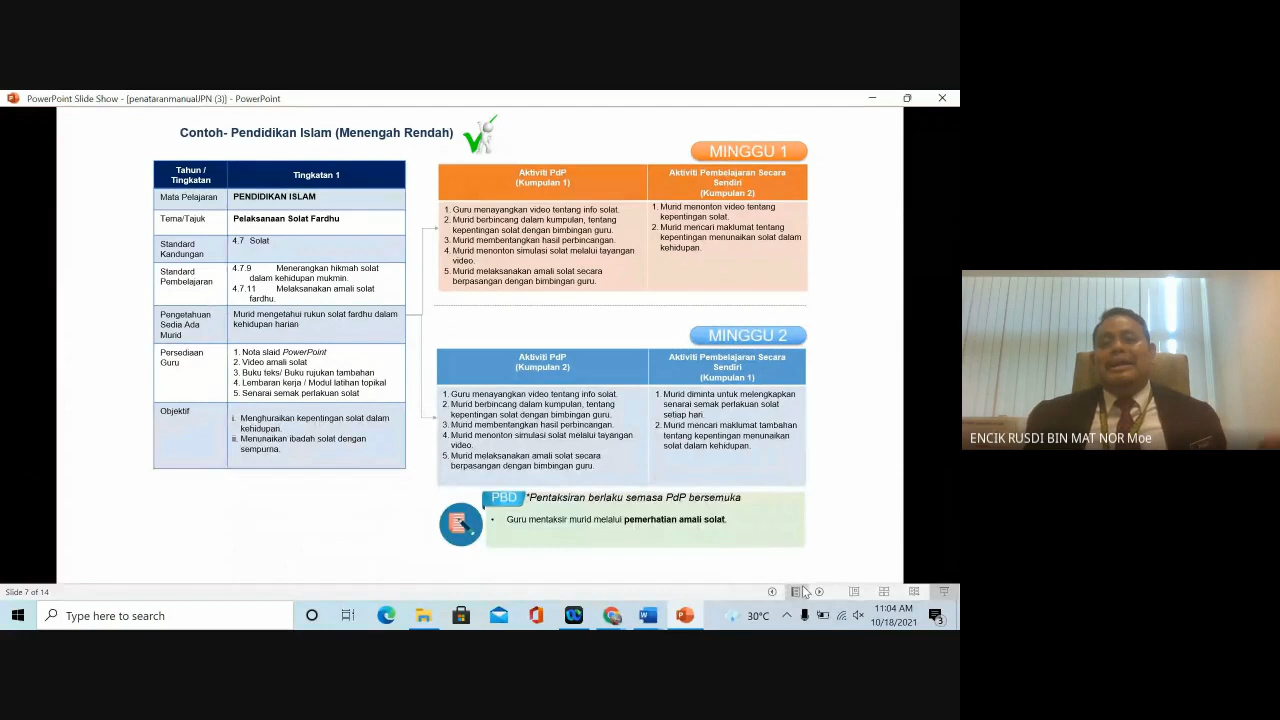 PowerPoint Slide Show - [penataranmanualJPN (3)] - PowerPoint
Contoh- Pendidikan Islam (Menengah Rendah)
Tahun /
Tingkatan
Tingkatan 1
Mata Pelajaran
PENDIDIKAN ISLAM
Tema/Tajuk
Pelaksanaan Solat Fardhu
Standard
Kandungan
4.7 Solat
Standard
Pembelajaran
4.7.9 Menerangkan hikmah solat
dalam kehidupan mukmin.
4.7.11 Melaksanakan amali solat
fardhu.
Pengetahuan
Sedia Ada
Murid
Murid mengetahui rukun solat fardhu dalam
kehidupan harian
Persediaan
Guru
1. Nota slaid PowerPoint
2. Video amali solat
3. Buku teks/ Buku rujukan tambahan
4. Lembaran kerja / Modul latihan topikal
5. Senarai semak perlakuan solat
Objektif
i. Menghuraikan kepentingan solat dalam
kehidupan.
ii. Menunaikan ibadah solat dengan
sempurna.
MINGGU 1
Aktiviti PdP
(Kumpulan 1)
Aktiviti Pembelajaran Secara
Sendiri
(Kumpulan 2)
1. Guru menayangkan video tentang info solat.
2. Murid berbincang dalam kumpulan, tentang
kepentingan solat dengan bimbingan guru.
3. Murid membentangkan hasil perbincangan.
4. Murid menonton simulasi solat melalui tayangan
video.
5. Murid melaksanakan amali solat secara
berpasangan dengan bimbingan guru.
1. Murid menonton video tentang
kepentingan solat.
2. Murid mencari maklumat tentang
kepentingan menunaikan solat dalam
kehidupan.
MINGGU 2
Aktiviti PdP
(Kumpulan 2)
Aktiviti Pembelajaran Secara
Sendiri
(Kumpulan 1)
1. Guru menayangkan video tentang info solat.
2. Murid berbincang dalam kumpulan, tentang
kepentingan solat dengan bimbingan guru.
3. Murid membentangkan hasil perbincangan.
4. Murid menonton simulasi solat melalui tayangan
video.
5. Murid melaksanakan amali solat secara
berpasangan dengan bimbingan guru.
1. Murid diminta untuk melengkapkan
senarai semak perlakuan solat
setiap hari.
2. Murid mencari maklumat tambahan
tentang kepentingan menunaikan
solat dalam kehidupan.
PBD *Pentaksiran berlaku semasa PdP bersemuka
• Guru mentaksir murid melalui pemerhatian amali solat.
ENCIK RUSDI BIN MAT NOR Moe
Slide 7 of 14
Type here to search
30°C
11:04 AM
10/18/2021
3